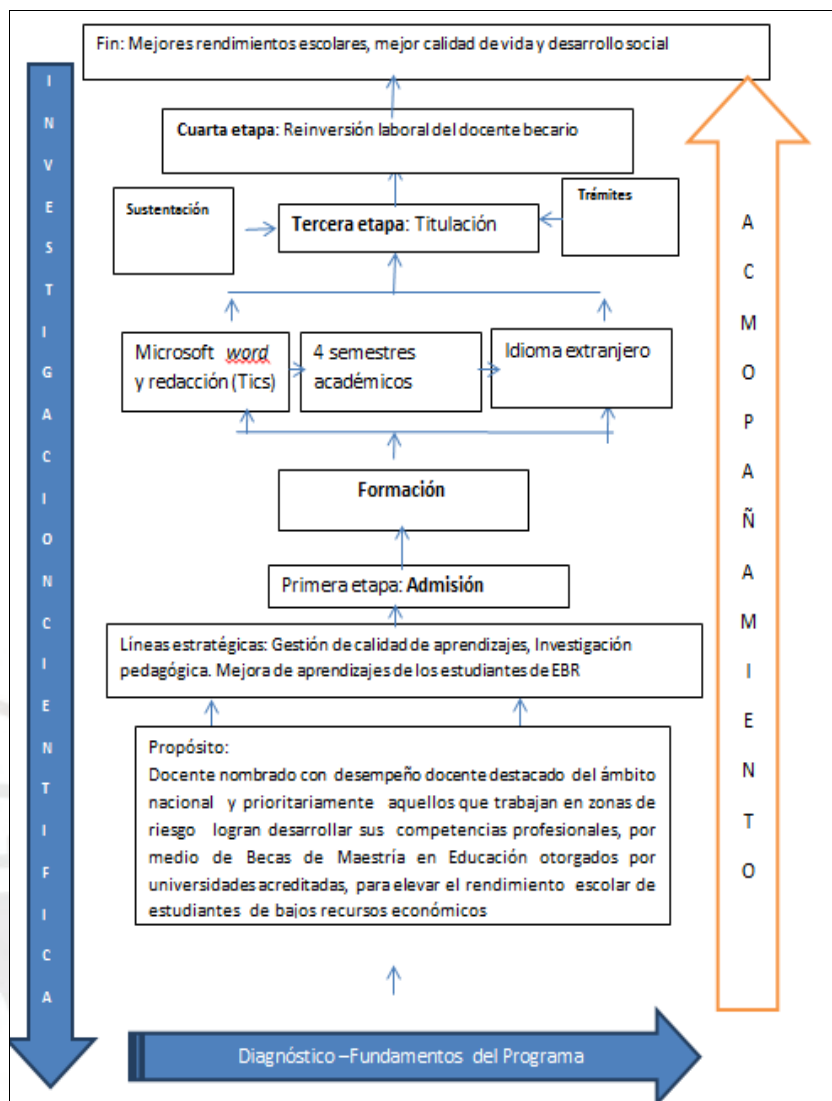 Fin: Mejores rendimientos escolares, mejor calidad de vida y desarrollo social
Cuarta etapa: Reinversión laboral del docente becario
Sustentación
Tercera etapa: Titulación
Trámites
Microsoft word
y redacción (Tics)
4 semestres
académicos
Idioma extranjero
Formación
Primera etapa: Admisión
Líneas estratégicas: Gestión de calidad de aprendizajes, Investigación
pedagógica. Mejora de aprendizajes de los estudiantes de EBR
Propósito:
Docente nombrado con desempeño docente destacado del ámbito
nacional y prioritariamente aquellos que trabajan en zonas de
riesgo logran desarrollar sus competencias profesionales, por
medio de Becas de Maestría en Educación otorgados por
universidades acreditadas, para elevar el rendimiento escolar de
estudiantes de bajos recursos económicos
Diagnóstico –Fundamentos del Programa
INVESTIGACIONCIENTIFICA
ACMOPAÑAMIENTO